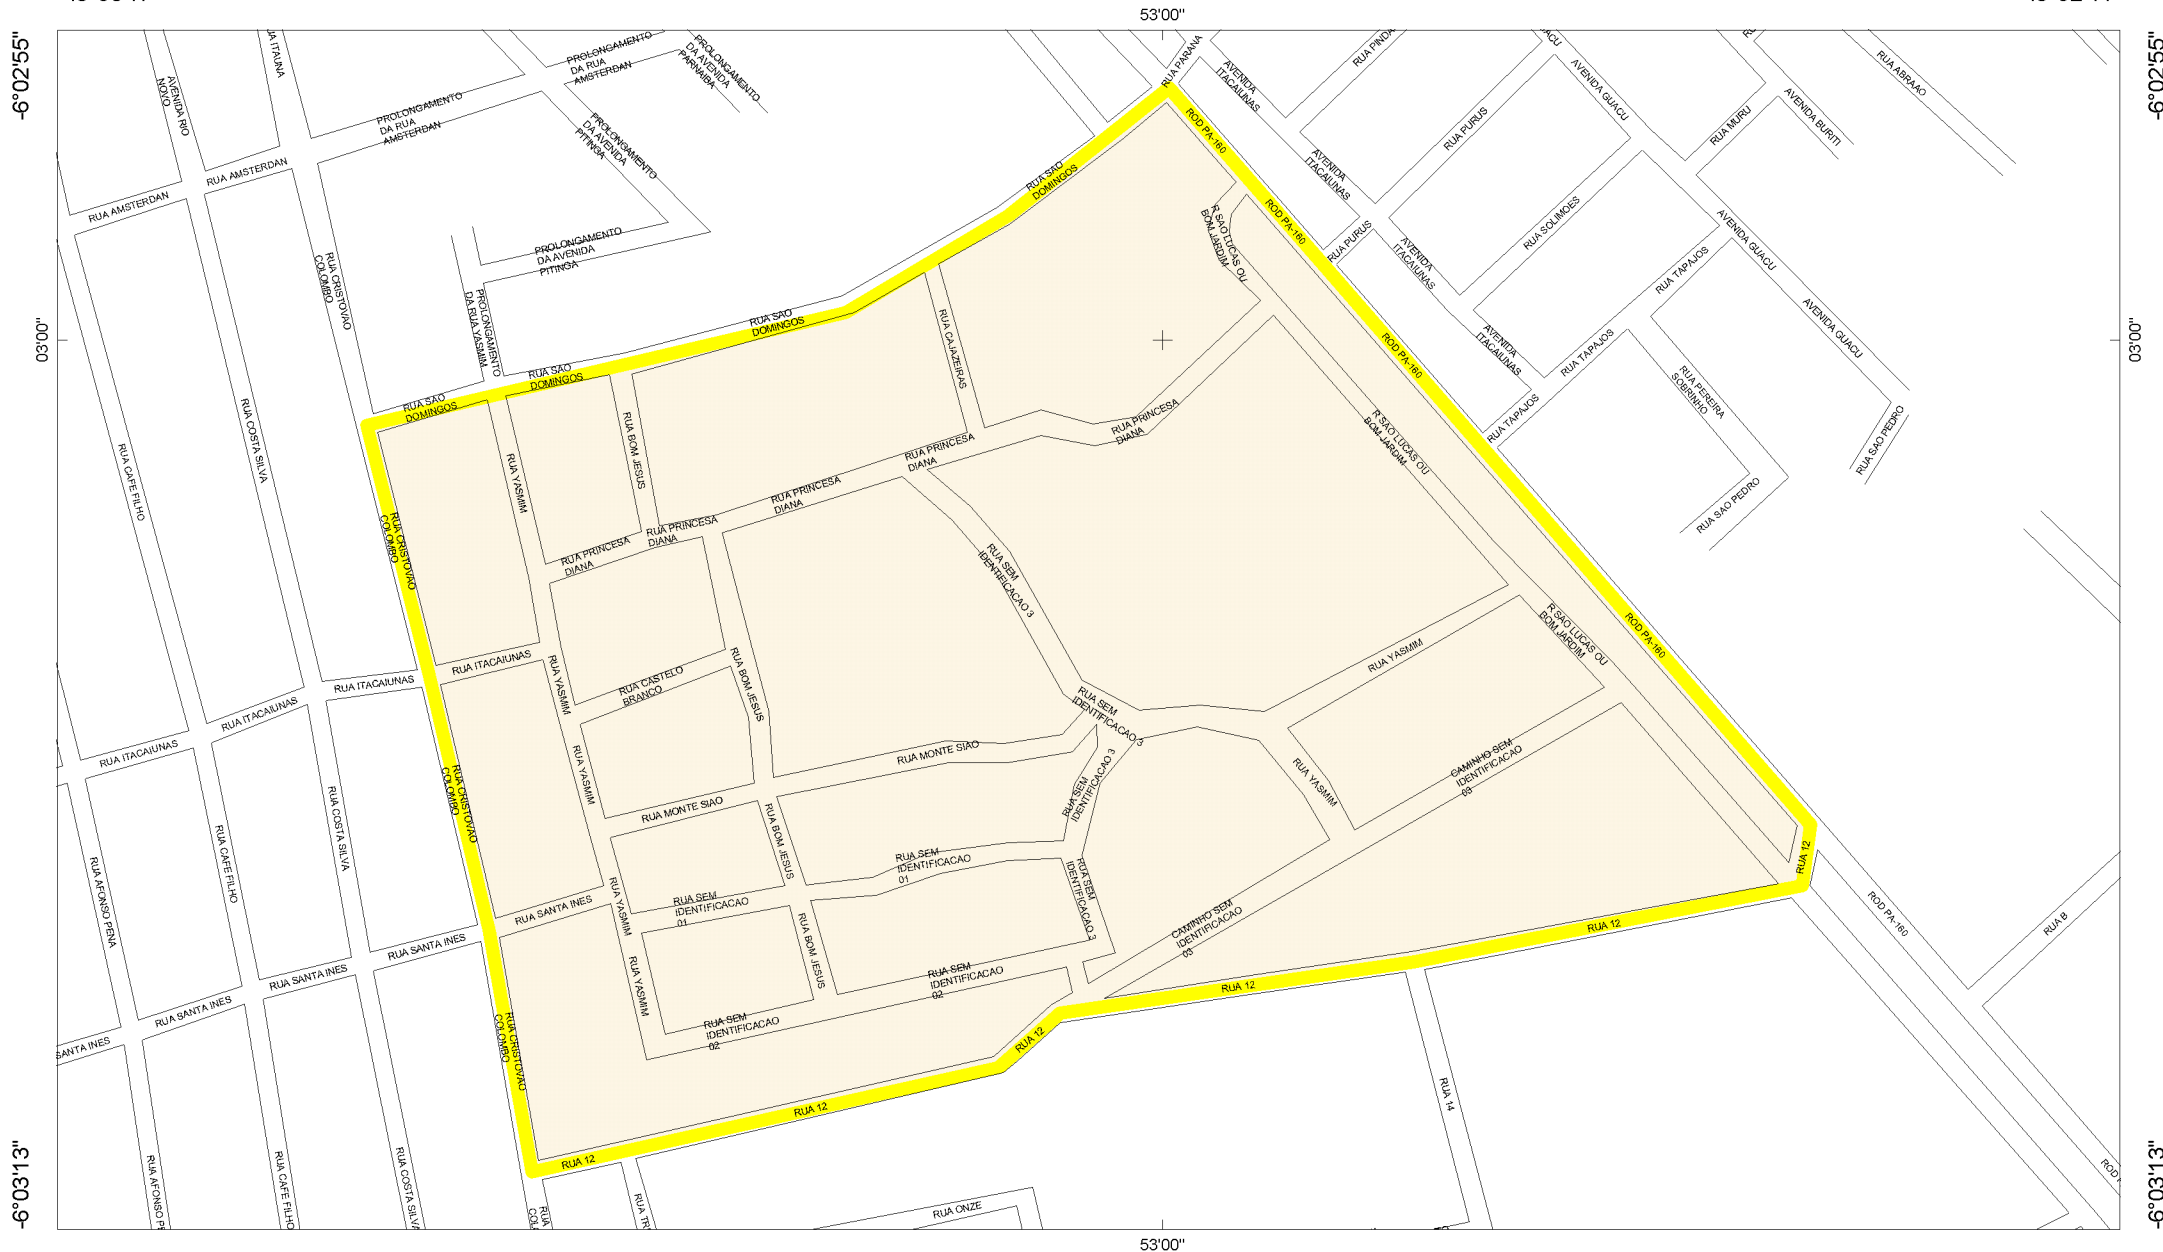 53'00"
-6°02'55"
-6°02'55"
RUA ITAUNA
AVENIDA RIO
NOVO
PROLONGAMENTO
DA RUA
AMSTERDAN
PROLONGAMENTO
DA AVENIDA
PARNAIBA
PROLONGAMENTO
DA RUA
AMSTERDAN
PROLONGAMENTO
DA AVENIDA
PITINGA
RUA PARANA
AVENIDA
ITACAIUNAS
AVENIDA GUACU
RUA ABRAAO
RUA PURUS
RUA MURU
AVENIDA BURITI
RUA AMSTERDAN
RUA AMSTERDAN
RUA SAO
DOMINGOS
ROD PA-160
AVENIDA
ITACAIUNAS
ROD PA-160
RUA PURUS
RUA SOLIMOES
AVENIDA GUACU
RUA TAPAJOS
AVENIDA
ITACAIUNAS
PROLONGAMENTO
DA AVENIDA
PITINGA
R SAO LUCAS OU
BOM JARDIM
RUA CRISTOVAO
COLOMBO
PROLONGAMENTO
DA RUA YASMIM
RUA SAO
DOMINGOS
03'00"
03'00"
RUA CAJAZEIRAS
ROD PA-160
AVENIDA
ITACAIUNAS
RUA TAPAJOS
AVENIDA GUACU
RUA PEREIRA
SOBRINHO
RUA SAO
DOMINGOS
RUA SAO
DOMINGOS
RUA TAPAJOS
RUA SAO PEDRO
RUA SAO PEDRO
RUA CAFE FILHO
RUA COSTA SILVA
RUA YASMIM
RUA BOM JESUS
RUA PRINCESA
DIANA
RUA PRINCESA
DIANA
R SAO LUCAS OU
BOM JARDIM
RUA PRINCESA
DIANA
RUA PRINCESA
DIANA
RUA PRINCESA
DIANA
RUA CRISTOVAO
COLOMBO
RUA SEM
IDENTIFICACAO 3
R SAO LUCAS OU
BOM JARDIM
ROD PA-160
RUA ITACAIUNAS
RUA ITACAIUNAS
RUA ITACAIUNAS
RUA ITACAIUNAS
RUA YASMIM
RUA CASTELO
BRANCO
RUA BOM JESUS
RUA SEM
IDENTIFICACAO 3
RUA YASMIM
RUA MONTE SIAO
RUA YASMIM
RUA MONTE SIAO
RUA SEM
IDENTIFICACAO 3
RUA YASMIM
CAMINHO SEM
IDENTIFICACAO
03
RUA CRISTOVAO
COLOMBO
RUA COSTA SILVA
RUA CAFE FILHO
RUA AFONSO PENA
RUA BOM JESUS
RUA SEM
IDENTIFICACAO
01
RUA SEM
IDENTIFICACAO 3
RUA 12
RUA SANTA INES
RUA YASMIM
RUA SEM
IDENTIFICACAO
01
RUA BOM JESUS
CAMINHO SEM
IDENTIFICACAO
03
RUA 12
ROD PA-160
RUA B
RUA SANTA INES
RUA SANTA INES
RUA SANTA INES
SANTA INES
RUA YASMIM
RUA SEM
IDENTIFICACAO
02
RUA 12
RUA SEM
IDENTIFICACAO
02
RUA CRISTOVAO
COLOMBO
RUA 12
RUA 14
RUA 12
RUA 12
RUA CAFE FILHO
RUA COSTA SILVA
RUA ONZE
-6°03'13"
-6°03'13"
53'00"